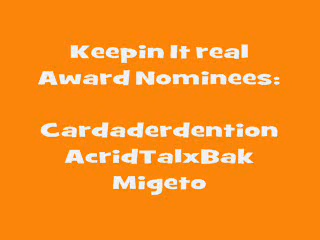 Keepin It real
Award Nominees:
Cardaderdention
AcridTalxBak
Migeto